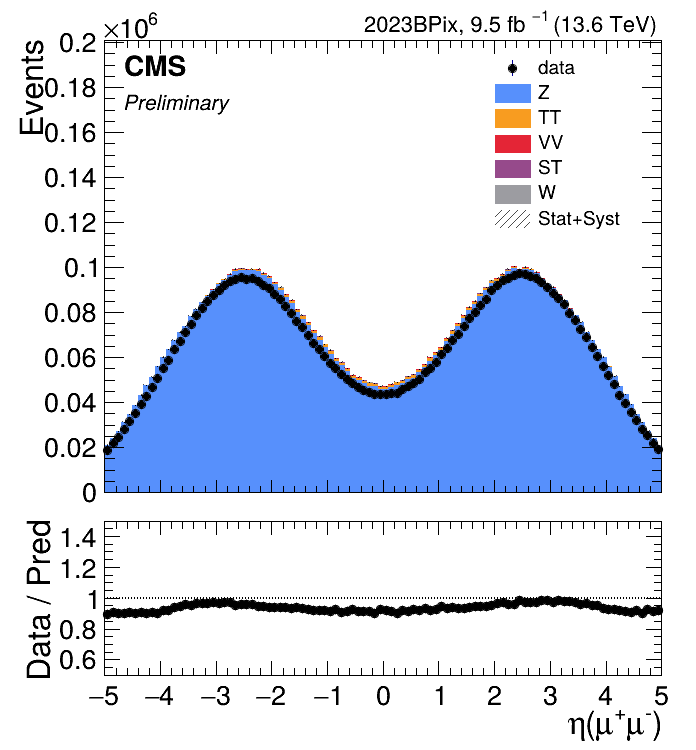 ×10⁶
2023BPix, 9.5 fb ⁻¹ (13.6 TeV)
Events
0.2
0.18
0.16
0.14
0.12
0.1
0.08
0.06
0.04
0.02
0
CMS
Preliminary
data
Z
TT
VV
ST
W
Stat+Syst
Data / Pred
1.4
1.2
1
0.8
0.6
−5 −4 −3 −2 −1 0 1 2 3 4 5
η(μ⁺μ⁻)